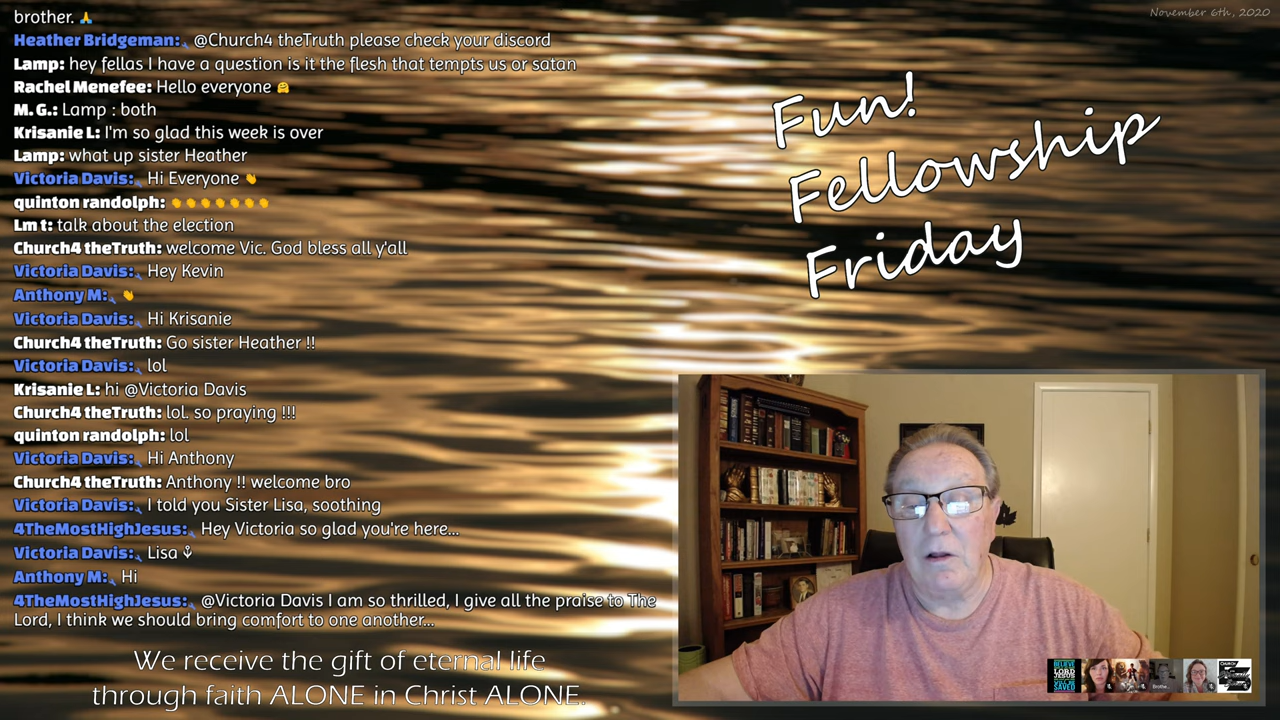 brother. 🙏
November 6th, 2020
Heather Bridgeman: @Church4 theTruth please check your discord
Lamp: hey fellas I have a question is it the flesh that tempts us or satan
Rachel Menefee: Hello everyone 🤗
M. G.: Lamp : both
Krisanie L: I'm so glad this week is over
Lamp: what up sister Heather
Victoria Davis: Hi Everyone 👋
quinton randolph: 👏👏👏👏👏👏👏
Lm t: talk about the election
Church4 theTruth: welcome Vic. God bless all y'all
Victoria Davis: Hey Kevin
Anthony M: 👋
Victoria Davis: Hi Krisanie
Church4 theTruth: Go sister Heather !!
Victoria Davis: lol
Krisanie L: hi @Victoria Davis
Church4 theTruth: lol. so praying !!!
quinton randolph: lol
Victoria Davis: Hi Anthony
Church4 theTruth: Anthony !! welcome bro
Victoria Davis: I told you Sister Lisa, soothing
4TheMostHighJesus: Hey Victoria so glad you're here...
Victoria Davis: Lisa ⚘
Anthony M: Hi
4TheMostHighJesus: @Victoria Davis I am so thrilled, I give all the praise to The
Lord, I think we should bring comfort to one another...
We receive the gift of eternal life
through faith ALONE in Christ ALONE.
Fun!
Fellowship
Friday
BELIEVE
LORD
JESUS
WILL BE
SAVED
Brothe...
CHURCH